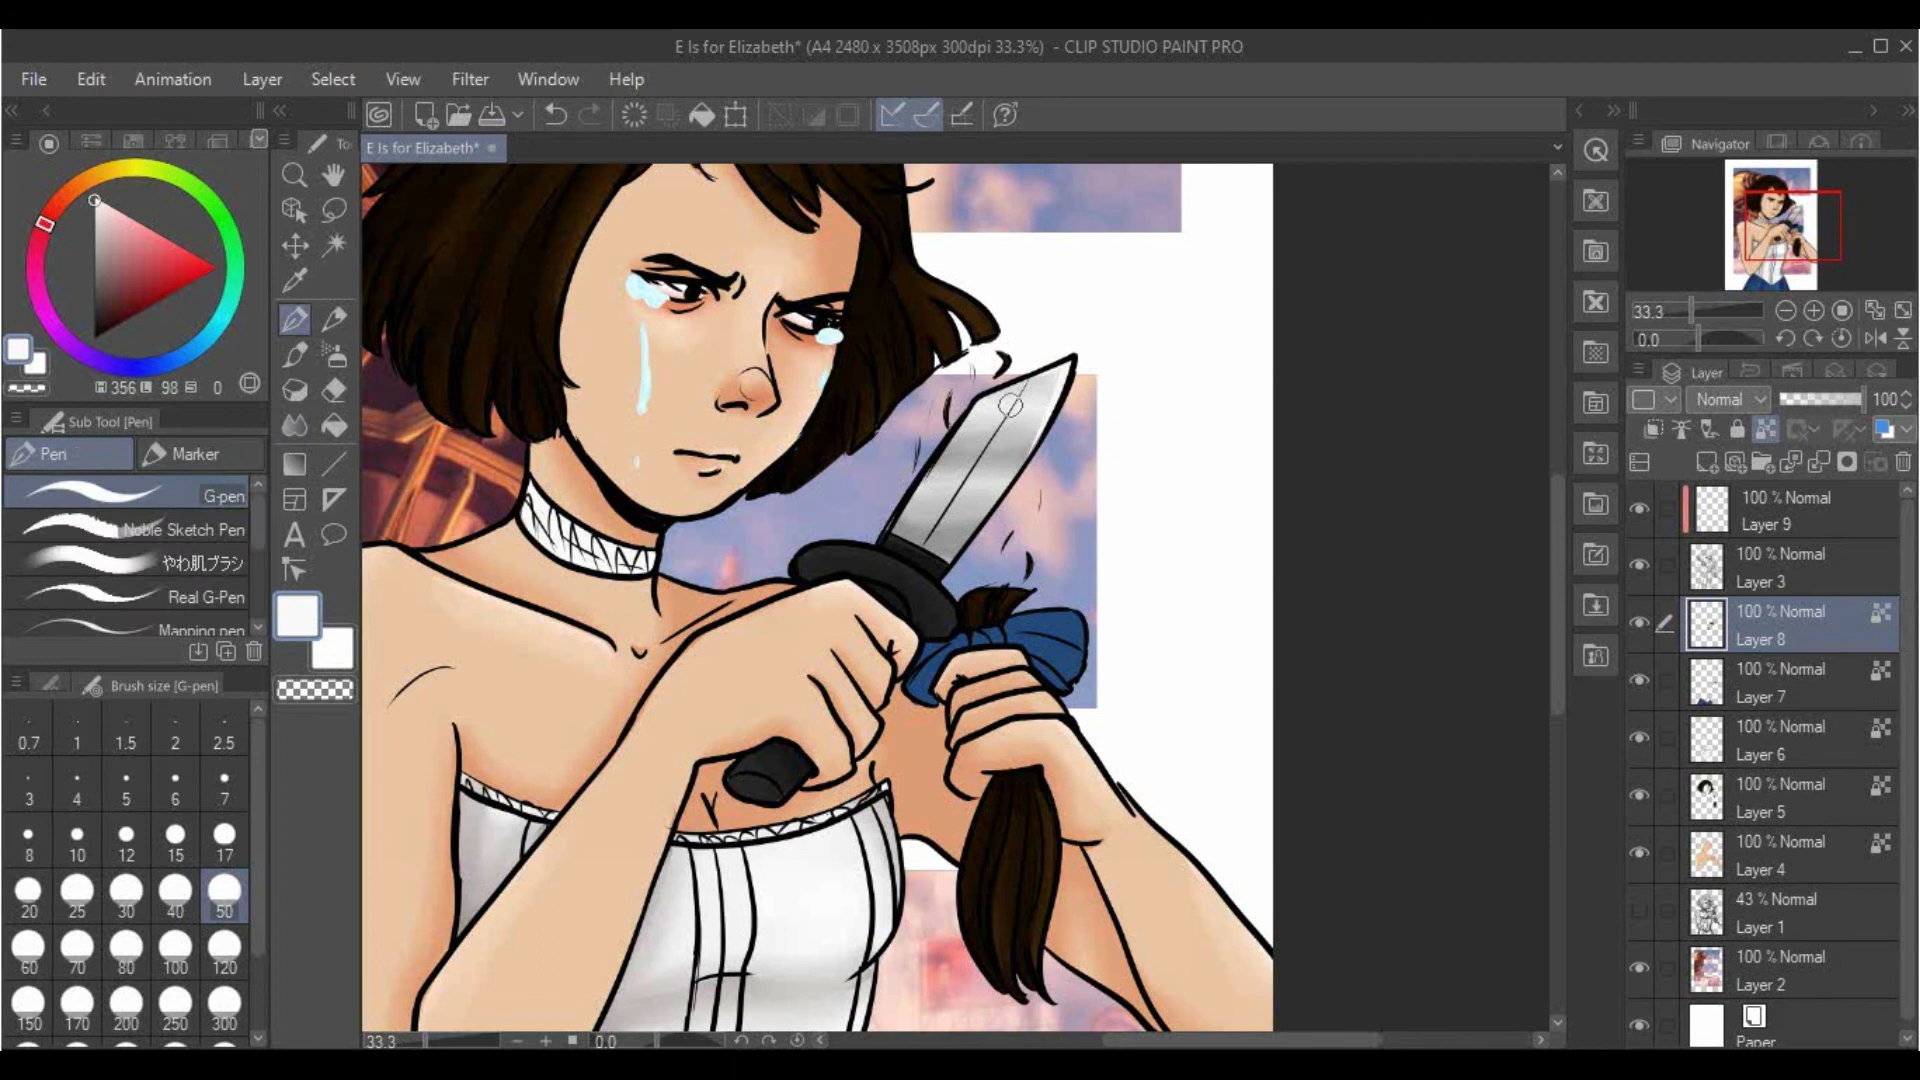 E Is for Elizabeth* (A4 2480 x 3508px 300dpi 33.3%)  - CLIP STUDIO PAINT PRO
File Edit Animation Layer Select View Filter Window Help
To
E Is for Elizabeth*
Navigator
33.3
0.0
H 356 L 98 S 0
Layer
Normal 100
Sub Tool [Pen]
Pen Marker
G-pen
Noble Sketch Pen
やわ肌ブラシ
Real G-Pen
Mapping pen
Brush size [G-pen]
0.7 1 1.5 2 2.5
3 4 5 6 7
8 10 12 15 17
20 25 30 40 50
60 70 80 100 120
150 170 200 250 300
100 % Normal
Layer 9
100 % Normal
Layer 3
100 % Normal
Layer 8
100 % Normal
Layer 7
100 % Normal
Layer 6
100 % Normal
Layer 5
100 % Normal
Layer 4
43 % Normal
Layer 1
100 % Normal
Layer 2
Paper
33.3 0.0